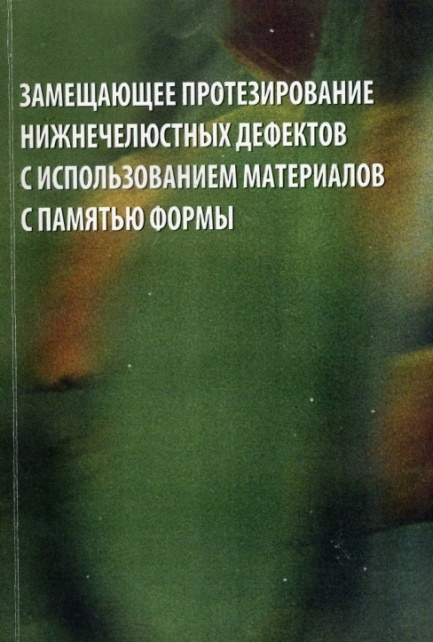 ЗАМЕЩАЮЩЕЕ ПРОТЕЗИРОВАНИЕ
НИЖНЕЧЕЛЮСТНЫХ ДЕФЕКТОВ
С ИСПОЛЬЗОВАНИЕМ МАТЕРИАЛОВ
С ПАМЯТЬЮ ФОРМЫ